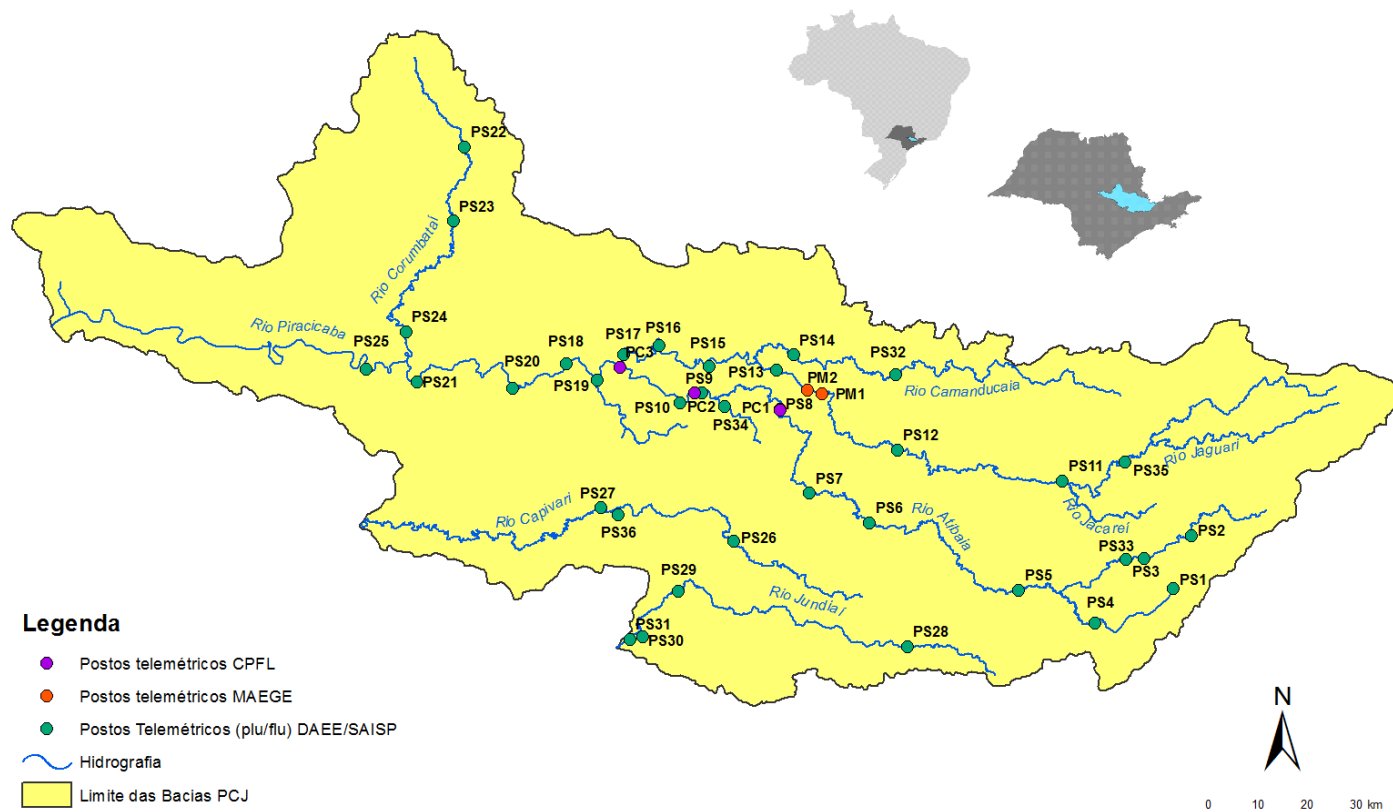 PS22
PS23
Rio Corumbataí
Rio Piracicaba
PS24
PS25
PS21
PS20
PS18
PS19
PS17
PC3
PS16
PS15
PS14
PS13
PS32
Rio Camanducaia
PM2
PM1
PS9
PS10
PC2
PS34
PC1
PS8
PS12
PS11
PS35
Rio Jaguari
Rio Jacareí
PS7
PS6
Rio Atibaia
PS27
PS36
Rio Capivari
PS26
PS2
PS33
PS3
PS1
PS5
PS4
PS29
Rio Jundiaí
PS28
PS31
PS30
Legenda
Postos telemétricos CPFL
Postos telemétricos MAEGE
Postos Telemétricos (plu/flu) DAEE/SAISP
Hidrografia
Limite das Bacias PCJ
N
0 10 20 30 km